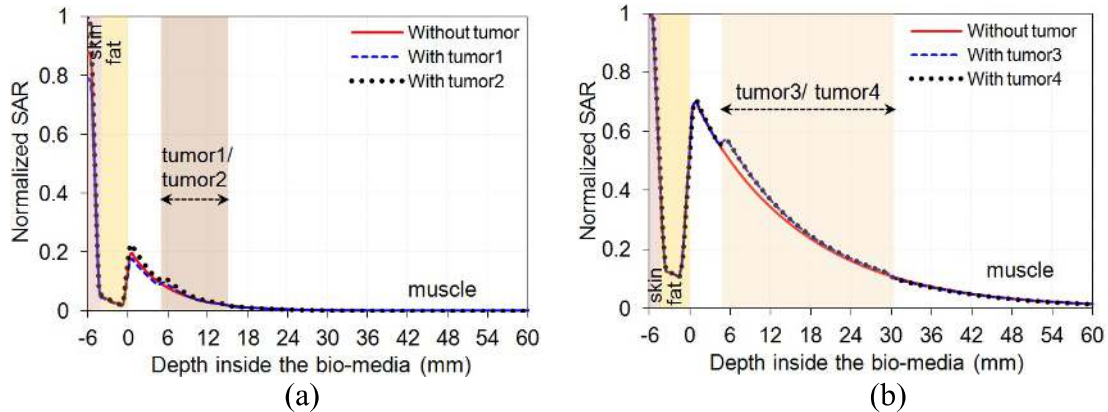 (a)
Normalized SAR
1
0.8
0.6
0.4
0.2
0
skin
fat
Without tumor
With tumor1
With tumor2
tumor1/
tumor2
muscle
-6 0 6 12 18 24 30 36 42 48 54 60
Depth inside the bio-media (mm)
(a)
(b)
Normalized SAR
1
0.8
0.6
0.4
0.2
0
skin
fat
Without tumor
With tumor3
With tumor4
tumor3/ tumor4
muscle
-6 0 6 12 18 24 30 36 42 48 54 60
Depth inside the bio-media (mm)
(b)